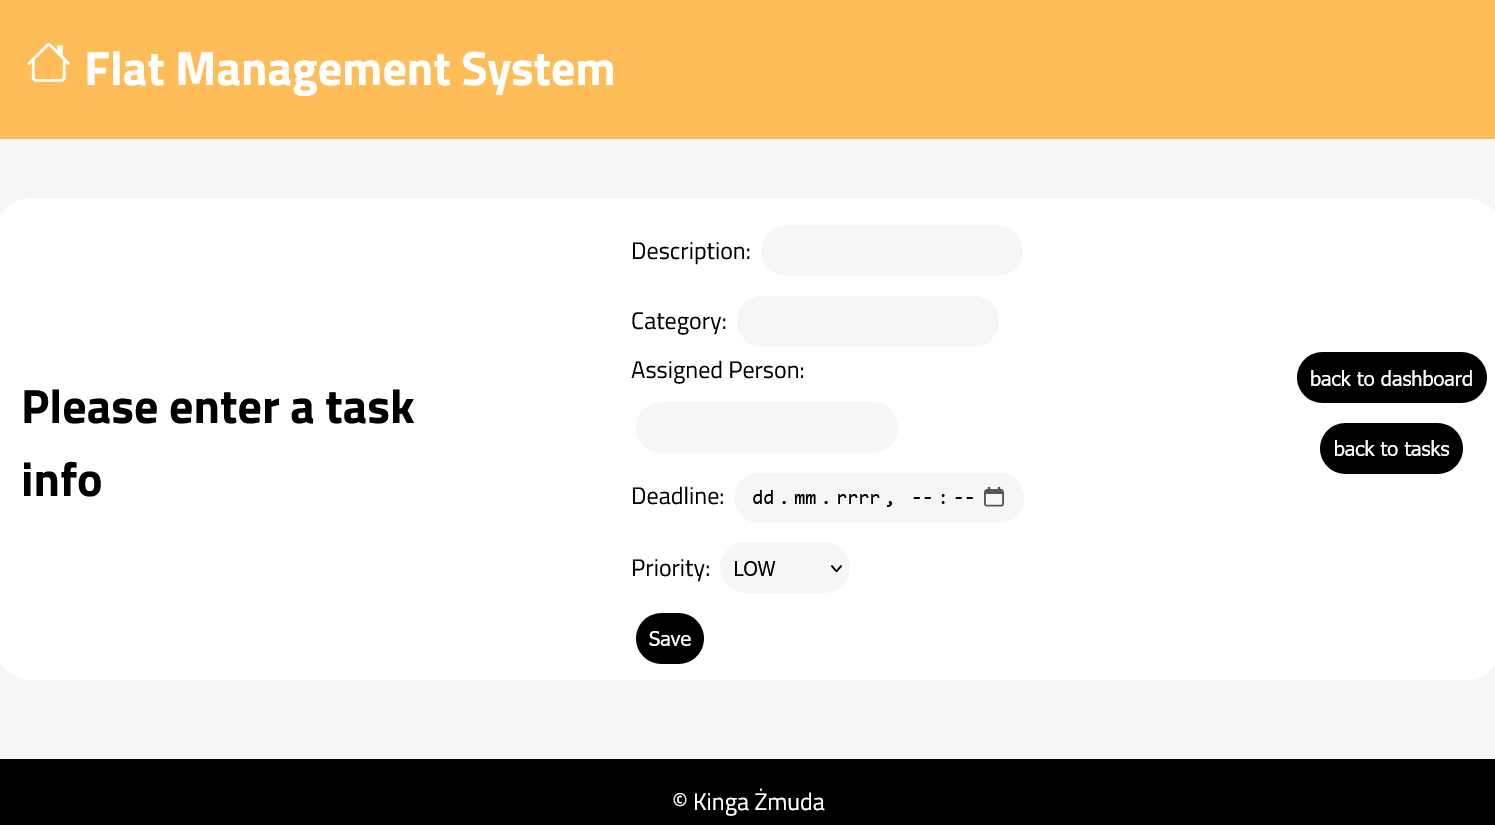 Flat Management System
Please enter a task
info
Description:
Category:
Assigned Person:
Deadline: dd.mm.rrrr, --:--
Priority: LOW
Save
back to dashboard
back to tasks
© Kinga Żmuda